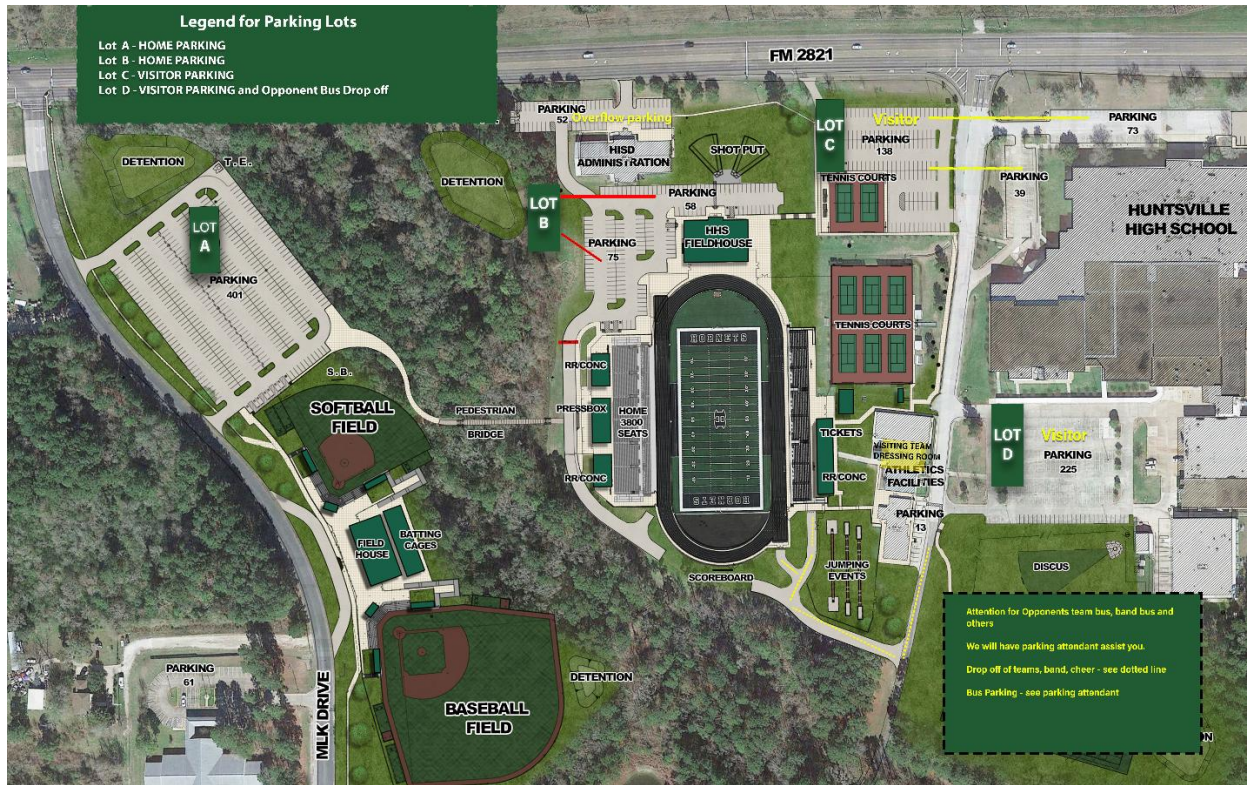 Legend for Parking Lots
Lot A - HOME PARKING
Lot B - HOME PARKING
Lot C - VISITOR PARKING
Lot D - VISITOR PARKING and Opponent Bus Drop off
FM 2821
PARKING
52
Overflow parking
HISD
ADMINISTRATION
SHOT PUT
LOT
C
Visitor
PARKING
138
PARKING
73
DETENTION
T.E.
DETENTION
LOT
B
PARKING
58
TENNIS COURTS
PARKING
39
HUNTSVILLE
HIGH SCHOOL
LOT
A
PARKING
401
PARKING
75
HHS
FIELDHOUSE
TENNIS COURTS
HORNETS
S.B.
RR/CONC
SOFTBALL
FIELD
PEDESTRIAN
BRIDGE
PRESSBOX
HOME
3800
SEATS
H
TICKETS
VISITING TEAM
DRESSING ROOM
ATHLETICS
FACILITIES
LOT
D
Visitor
PARKING
225
RR/CONC
HORNETS
RR/CONC
PARKING
13
FIELD
HOUSE
BATTING
CAGES
SCOREBOARD
JUMPING
EVENTS
DISCUS
Attention for Opponents team bus, band bus and
others
We will have parking attendant assist you.
Drop off of teams, band, cheer - see dotted line
Bus Parking - see parking attendant
PARKING
61
MLK DRIVE
BASEBALL
FIELD
DETENTION
ON